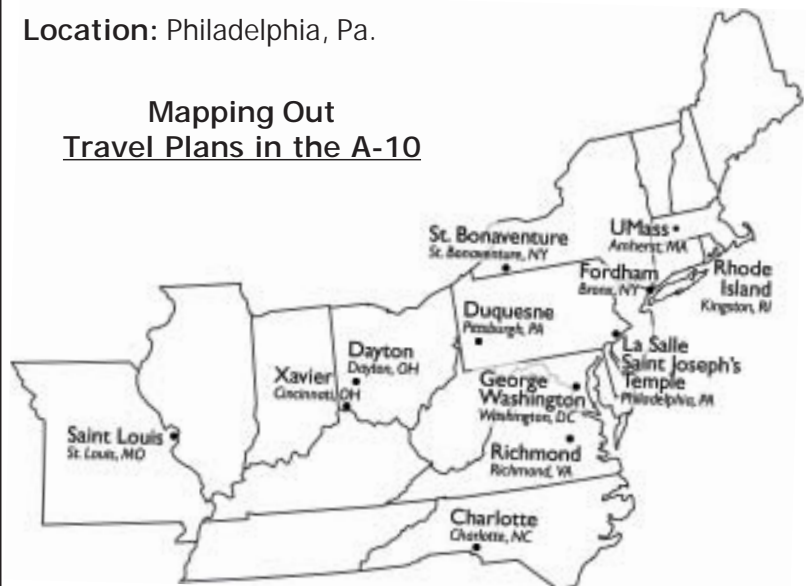 Location: Philadelphia, Pa.
Mapping Out
Travel Plans in the A-10
St. Bonaventure
St. Bonaventure, NY
UMass
Amherst, MA
Fordham
Bronx, NY
Rhode
Island
Kingston, RI
Duquesne
Pittsburgh, PA
La Salle
Saint Joseph's
Temple
Philadelphia, PA
Dayton
Dayton, OH
Xavier
Cincinnati, OH
George
Washington
Washington, DC
Saint Louis
St. Louis, MO
Richmond
Richmond, VA
Charlotte
Charlotte, NC